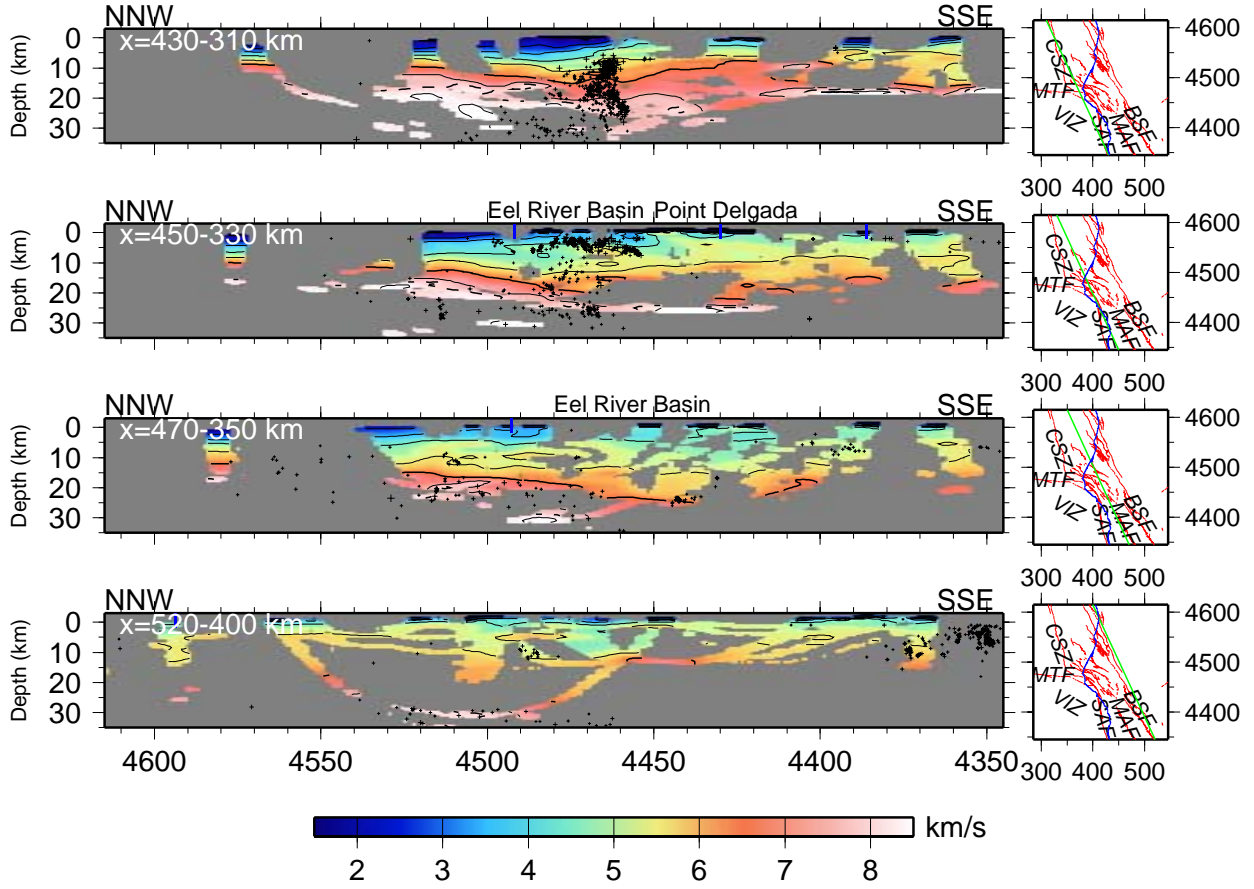 NNW SSE
x=430-310 km
Depth (km)
0
10
20
30
CSZ
MTF
VIZ
SAF
MAF
BSF
4600
4500
4400
300 400 500
Eel River Basin Point Delgada
NNW SSE
x=450-330 km
Depth (km)
0
10
20
30
CSZ
MTF
VIZ
SAF
MAF
BSF
4600
4500
4400
300 400 500
Eel River Basin
NNW SSE
x=470-350 km
Depth (km)
0
10
20
30
CSZ
MTF
VIZ
SAF
MAF
BSF
4600
4500
4400
300 400 500
NNW SSE
x=520-400 km
Depth (km)
0
10
20
30
4600 4550 4500 4450 4400 4350
CSZ
MTF
VIZ
SAF
MAF
BSF
4600
4500
4400
300 400 500
km/s
2 3 4 5 6 7 8